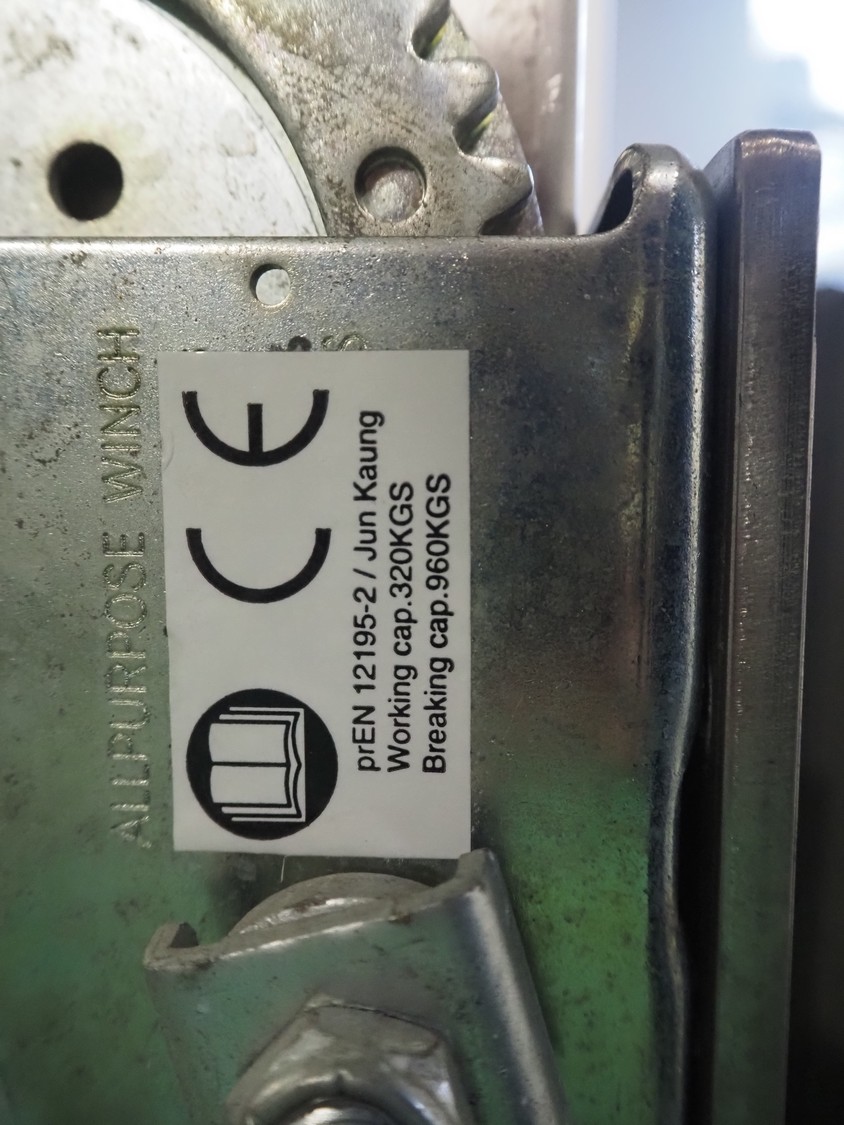 ALLPURPOSE WINCH
CE
prEN 12195-2 / Jun Kaung
Working cap.320KGS
Breaking cap.960KGS